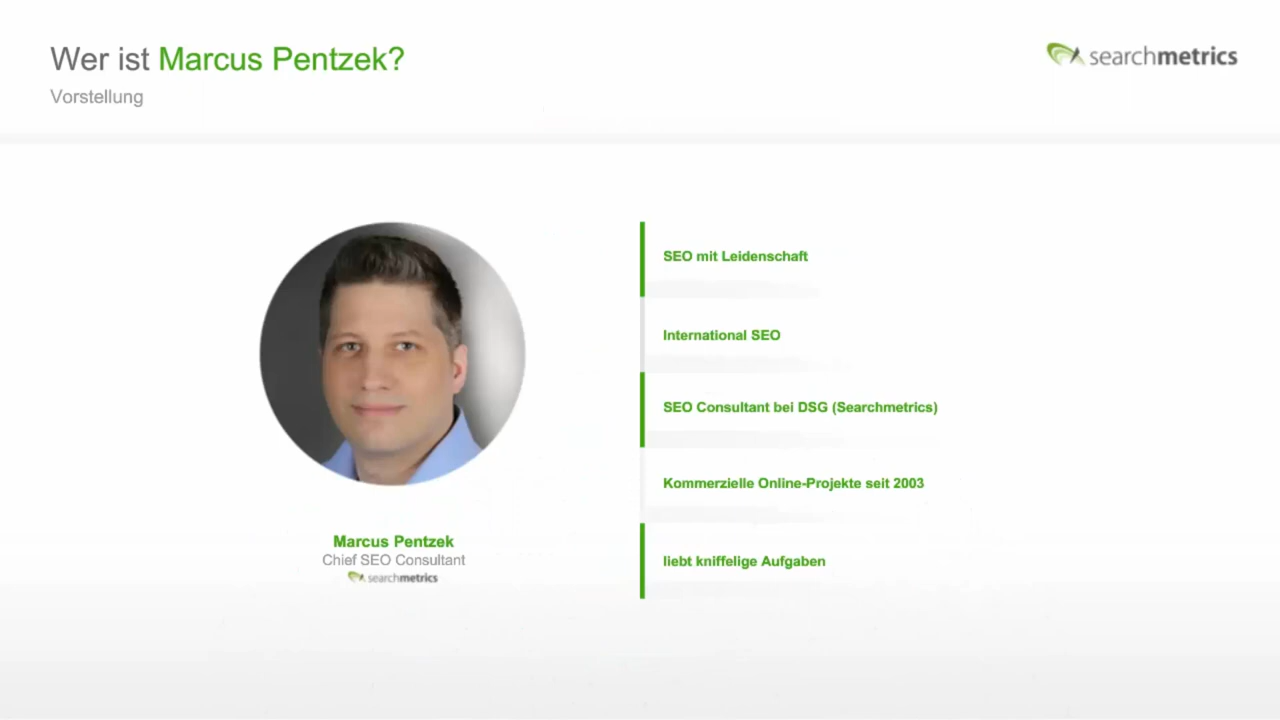 Wer ist Marcus Pentzek?
searchmetrics
Vorstellung
SEO mit Leidenschaft
International SEO
SEO Consultant bei DSG (Searchmetrics)
Kommerzielle Online-Projekte seit 2003
liebt kniffelige Aufgaben
Marcus Pentzek
Chief SEO Consultant
searchmetrics